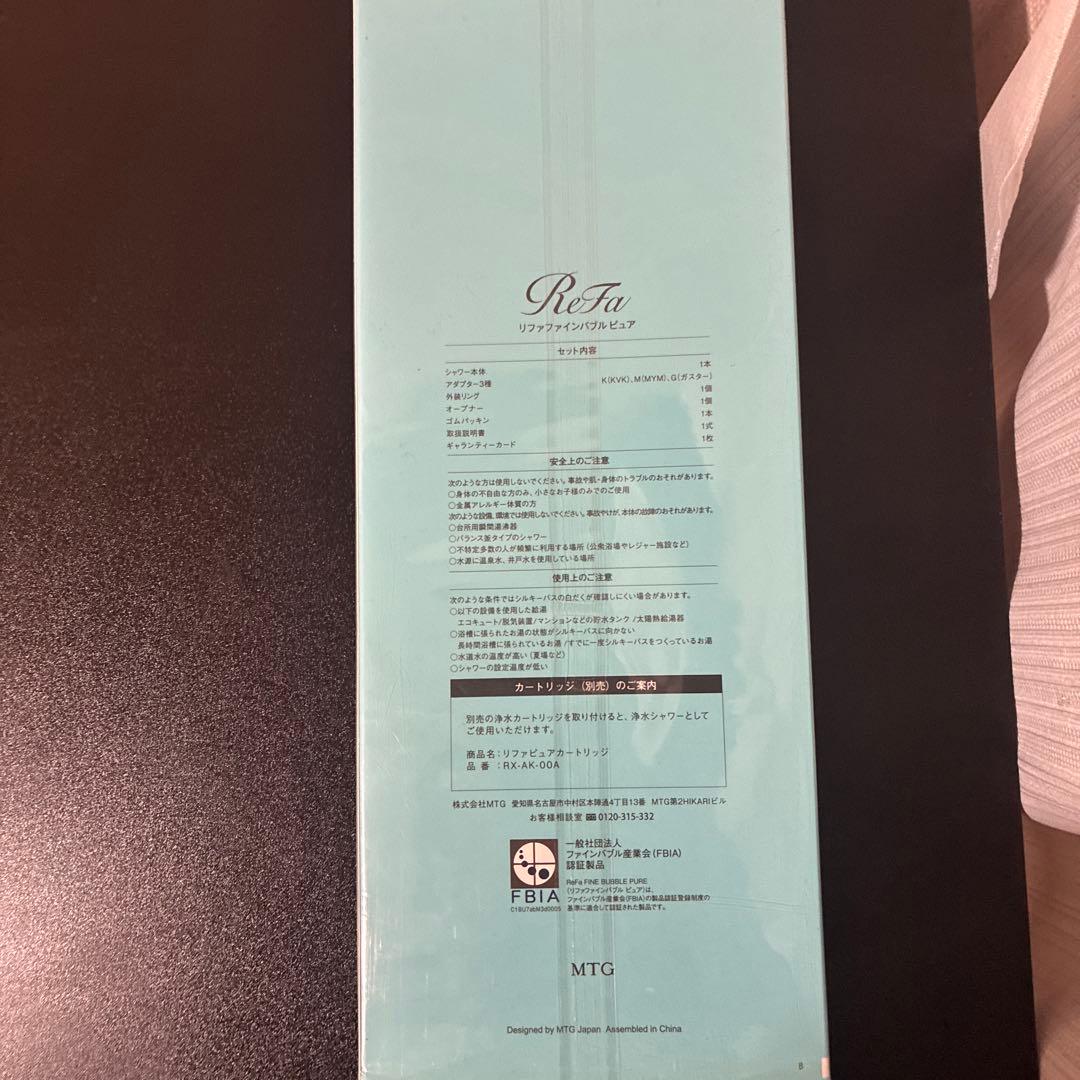 ReFa
リファファインバブル ピュア
セット内容
シャワー本体 1本
アダプター3種 K(KVK)、M(MYM)、G(ガスター)
外装リング 1個
オープナー 1個
ゴムパッキン 1本
取扱説明書 1式
ギャランティーカード 1枚
安全上のご注意
次のような方は使用しないでください。事故や肌・身体のトラブルのおそれがあります。
○身体の不自由な方のみ、小さなお子様のみでのご使用
○金属アレルギー体質の方
次のような設備、環境では使用しないでください。事故やけが、本体の故障のおそれがあります。
○台所用瞬間湯沸器
○バランス釜タイプのシャワー
○不特定多数の人が頻繁に利用する場所（公衆浴場やレジャー施設など）
○水源に温泉水、井戸水を使用している場所
使用上のご注意
次のような条件ではシルキーバスの白だくが確認しにくい場合があります。
○以下の設備を使用した給湯
エコキュート/脱気装置/マンションなどの貯水タンク/太陽熱給湯器
○浴槽に張られたお湯の状態がシルキーバスに向かない
長時間浴槽に張られているお湯/すでに一度シルキーバスをつくっているお湯
○水道水の温度が高い（夏場など）
○シャワーの設定温度が低い
カートリッジ（別売）のご案内
別売の浄水カートリッジを取り付けると、浄水シャワーとして
ご使用いただけます。
商品名：リファピュアカートリッジ
品 番 ：RX-AK-00A
株式会社MTG 愛知県名古屋市中村区本陣通4丁目13番 MTG第2HIKARIビル
お客様相談室 0120-315-332
一般社団法人
ファインバブル産業会(FBIA)
認証製品
FBIA
C1BU7abM3d0005
ReFa FINE BUBBLE PURE
(リファファインバブル ピュア)は、
ファインバブル産業会(FBIA)の製品認証登録制度の
基準に適合して認証された製品です。
MTG
Designed by MTG Japan Assembled in China
B